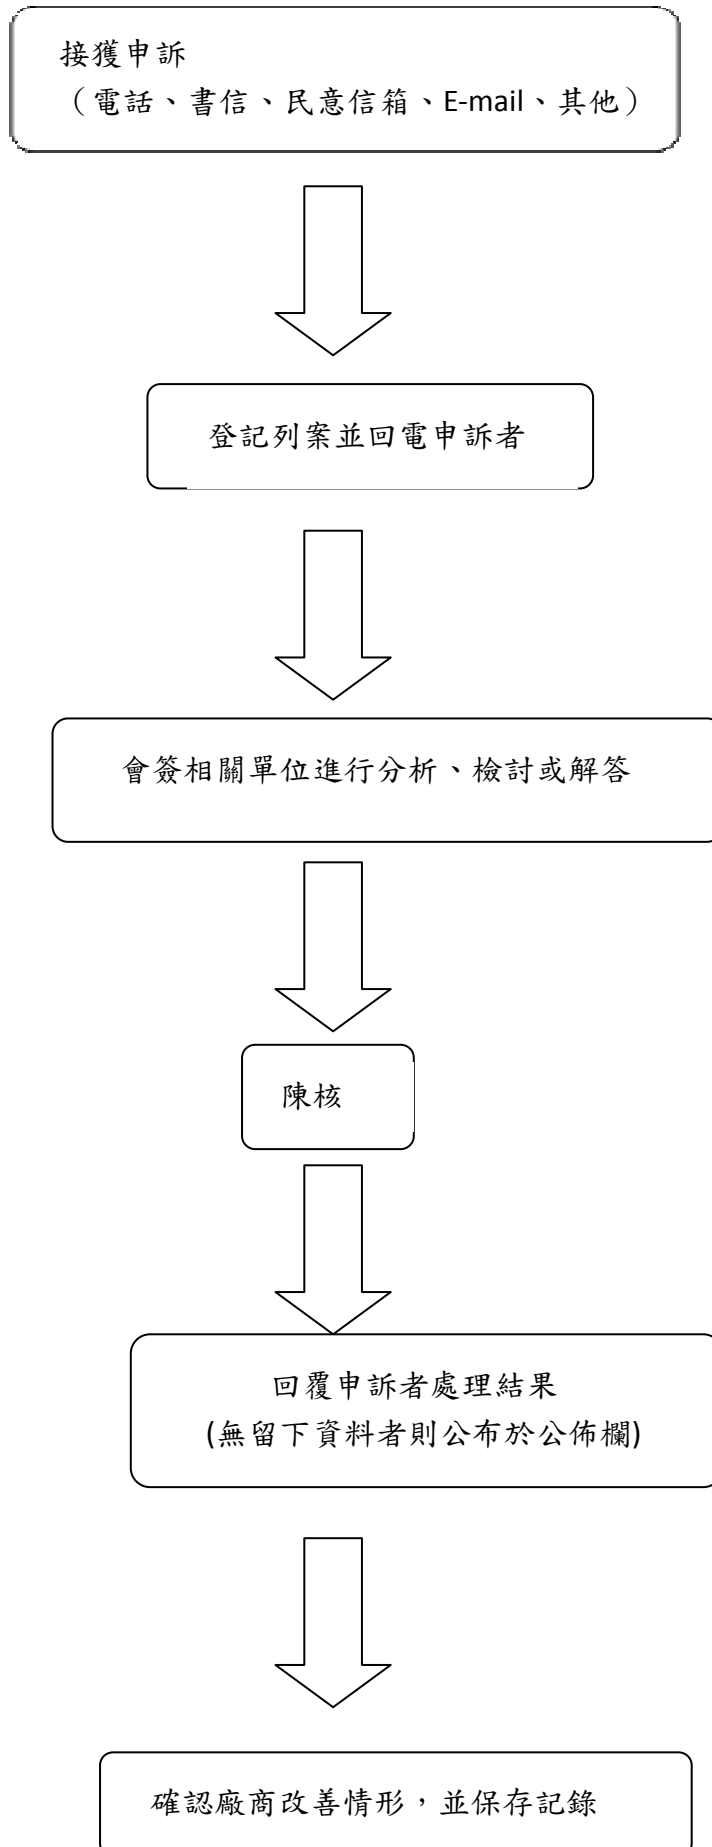 接獲申訴
（電話、書信、民意信箱、E-mail、其他）
登記列案並回電申訴者
會簽相關單位進行分析、檢討或解答
陳核
回覆申訴者處理結果
(無留下資料者則公布於公佈欄)
確認廠商改善情形，並保存記錄